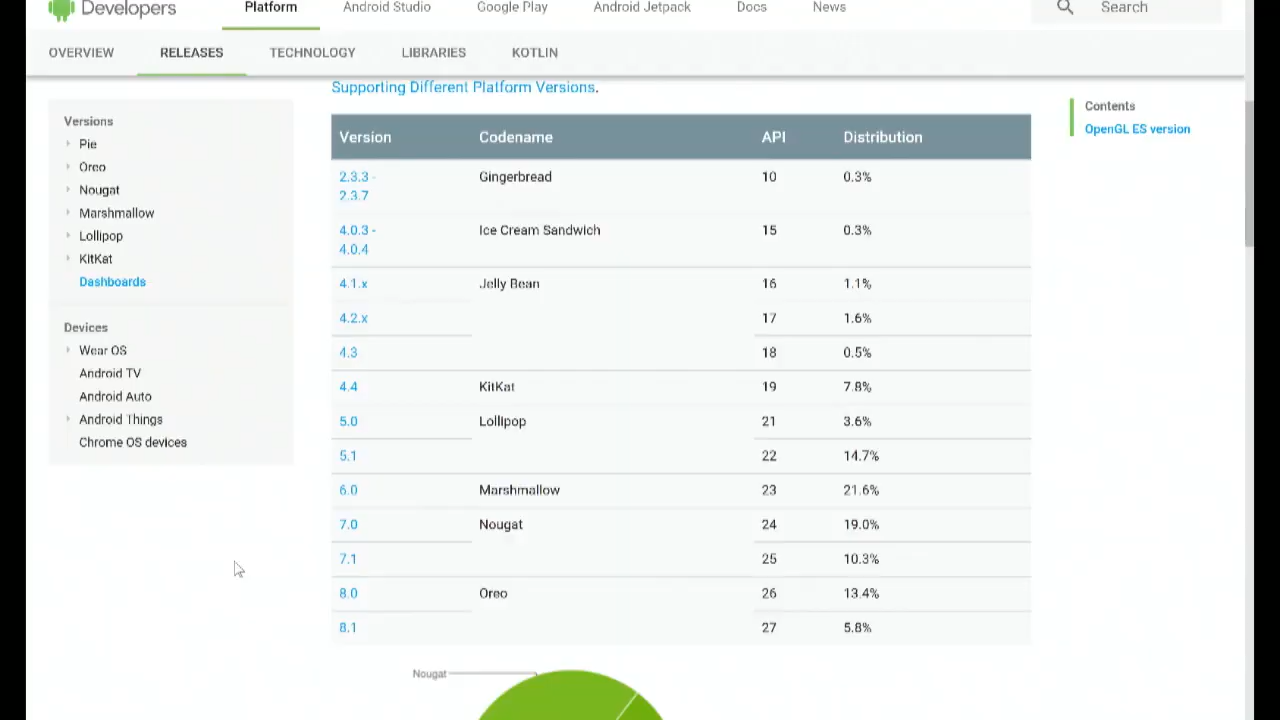 Developers Platform Android Studio Google Play Android Jetpack Docs News Search
OVERVIEW RELEASES TECHNOLOGY LIBRARIES KOTLIN
Supporting Different Platform Versions.
Versions
Pie
Oreo
Nougat
Marshmallow
Lollipop
KitKat
Dashboards
Devices
Wear OS
Android TV
Android Auto
Android Things
Chrome OS devices
Version Codename API Distribution
2.3.3 - Gingerbread 10 0.3%
2.3.7
4.0.3 - Ice Cream Sandwich 15 0.3%
4.0.4
4.1.x Jelly Bean 16 1.1%
4.2.x 17 1.6%
4.3 18 0.5%
4.4 KitKat 19 7.8%
5.0 Lollipop 21 3.6%
5.1 22 14.7%
6.0 Marshmallow 23 21.6%
7.0 Nougat 24 19.0%
7.1 25 10.3%
8.0 Oreo 26 13.4%
8.1 27 5.8%
Nougat
Contents
OpenGL ES version